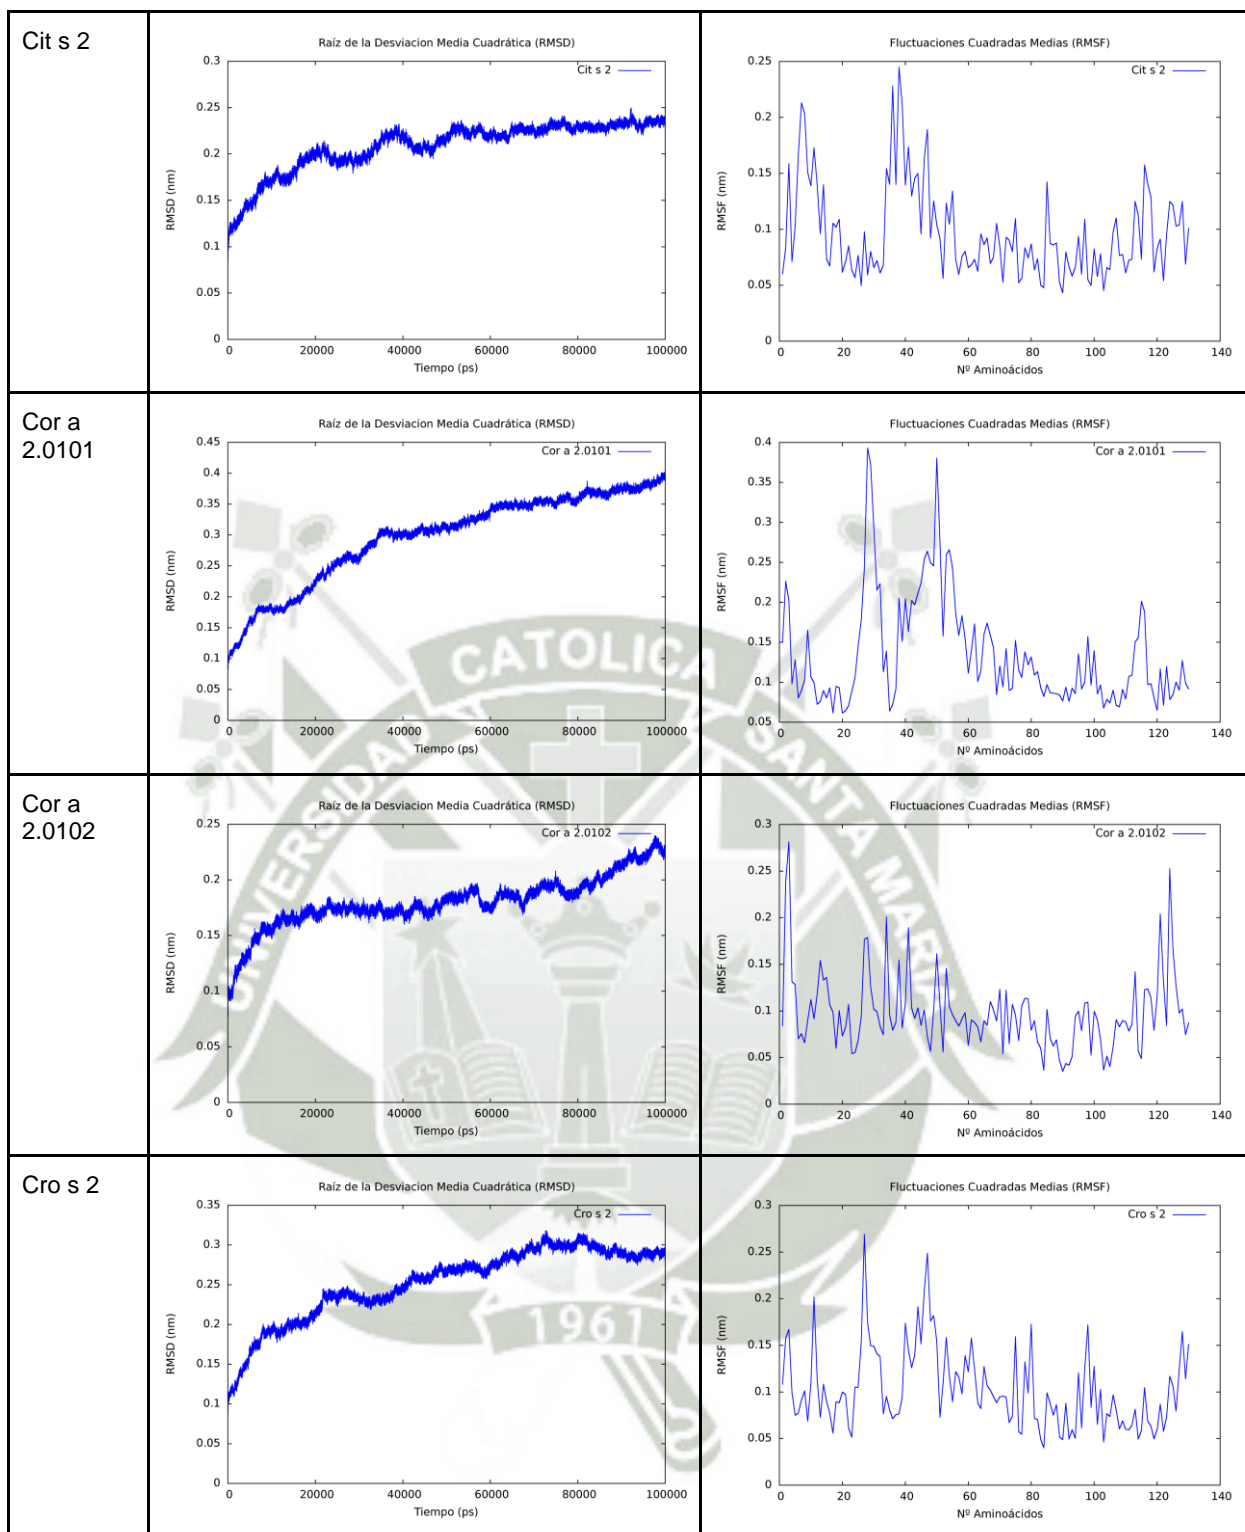 Cit s 2
Raíz de la Desviacion Media Cuadrática (RMSD)
Cit s 2
RMSD (nm)
0.3
0.25
0.2
0.15
0.1
0.05
0
0 20000 40000 60000 80000 100000
Tiempo (ps)
Fluctuaciones Cuadradas Medias (RMSF)
Cit s 2
RMSF (nm)
0.25
0.2
0.15
0.1
0.05
0
0 20 40 60 80 100 120 140
Nº Aminoácidos
Cor a
2.0101
Raíz de la Desviacion Media Cuadrática (RMSD)
Cor a 2.0101
RMSD (nm)
0.45
0.4
0.35
0.3
0.25
0.2
0.15
0.1
0.05
0
0 20000 40000 60000 80000 100000
Tiempo (ps)
Fluctuaciones Cuadradas Medias (RMSF)
Cor a 2.0101
RMSF (nm)
0.4
0.35
0.3
0.25
0.2
0.15
0.1
0.05
0 20 40 60 80 100 120 140
Nº Aminoácidos
Cor a
2.0102
Raíz de la Desviacion Media Cuadrática (RMSD)
Cor a 2.0102
RMSD (nm)
0.25
0.2
0.15
0.1
0.05
0
0 20000 40000 60000 80000 100000
Tiempo (ps)
Fluctuaciones Cuadradas Medias (RMSF)
Cor a 2.0102
RMSF (nm)
0.3
0.25
0.2
0.15
0.1
0.05
0
0 20 40 60 80 100 120 140
Nº Aminoácidos
Cro s 2
Raíz de la Desviacion Media Cuadrática (RMSD)
Cro s 2
RMSD (nm)
0.35
0.3
0.25
0.2
0.15
0.1
0.05
0
0 20000 40000 60000 80000 100000
Tiempo (ps)
Fluctuaciones Cuadradas Medias (RMSF)
Cro s 2
RMSF (nm)
0.3
0.25
0.2
0.15
0.1
0.05
0
0 20 40 60 80 100 120 140
Nº Aminoácidos
UNIVERSIDAD CATOLICA SANTA MARIA
1961